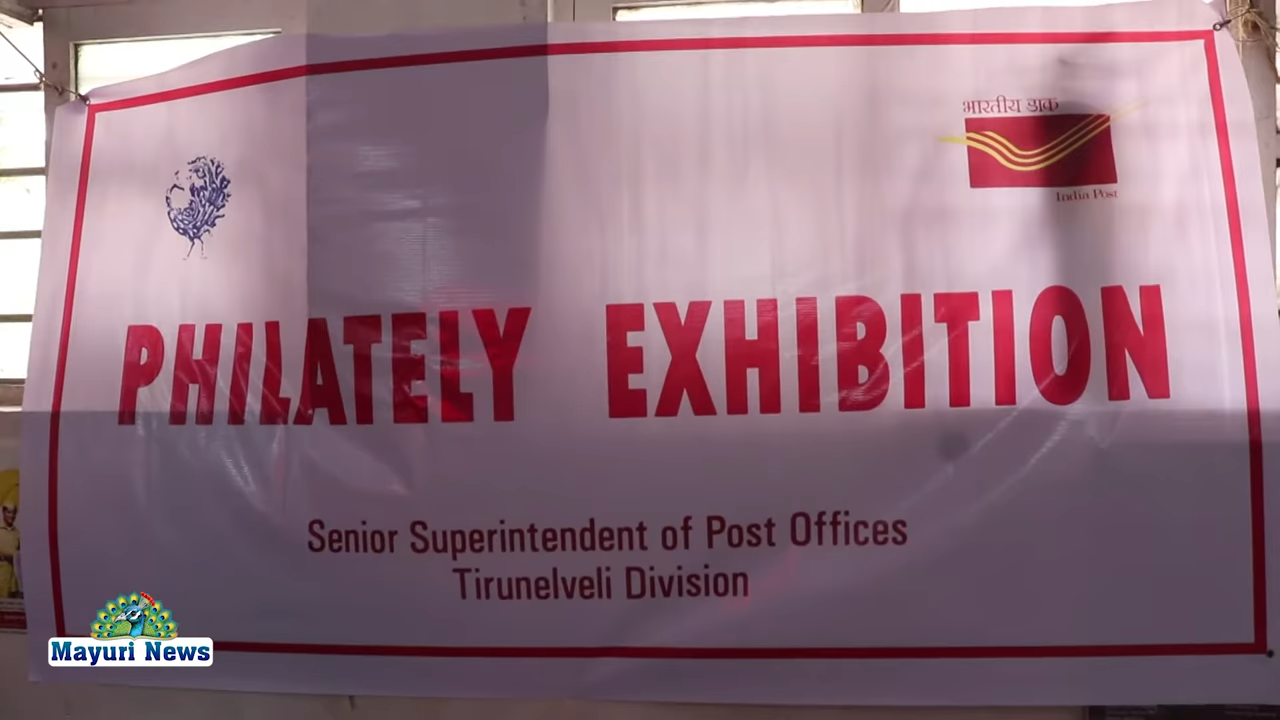 भारतीय डाक
India Post
PHILATELY EXHIBITION
Senior Superintendent of Post Offices
Tirunelveli Division
Mayuri News